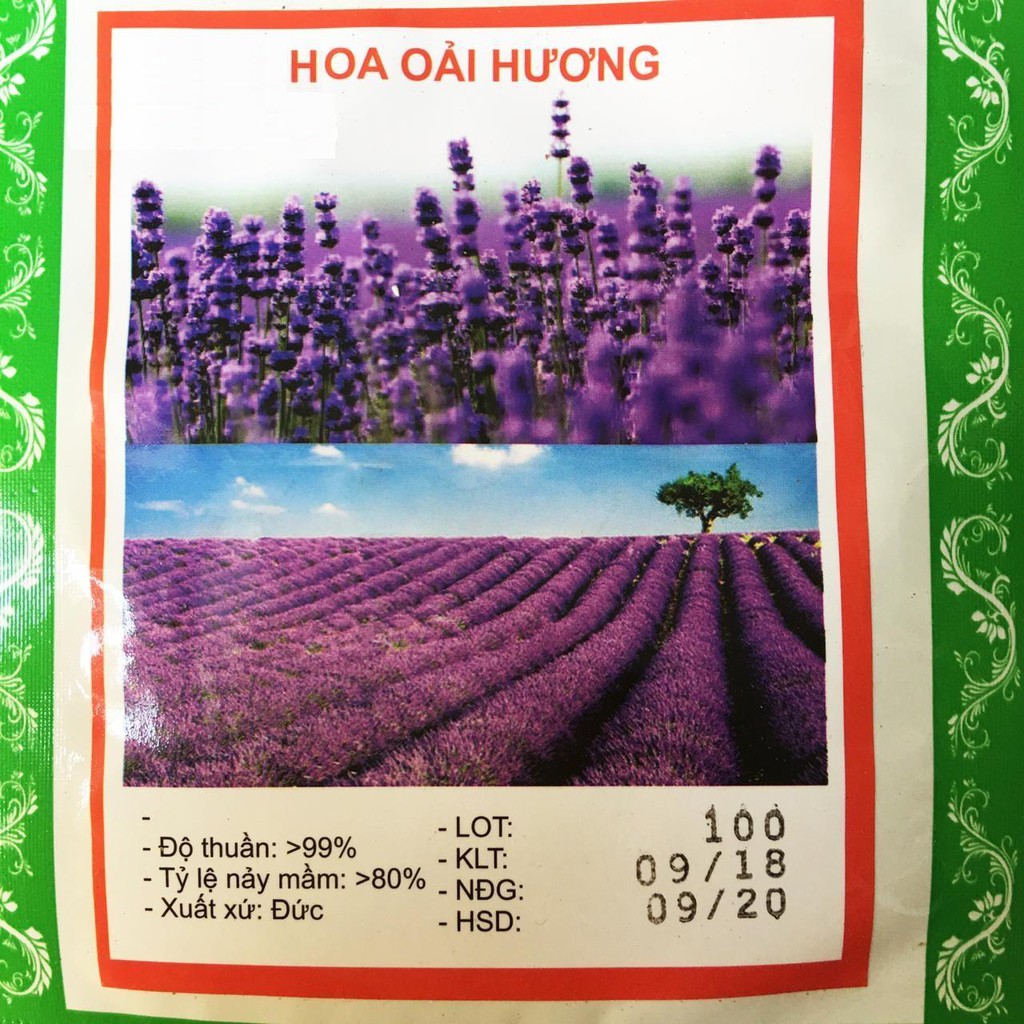 HOA OẢI HƯƠNG
-
- Độ thuần: >99%
- Tỷ lệ nảy mầm: >80%
- Xuất xứ: Đức
- LOT:
- KLT:
- NĐG:
- HSD:
100
09/18
09/20